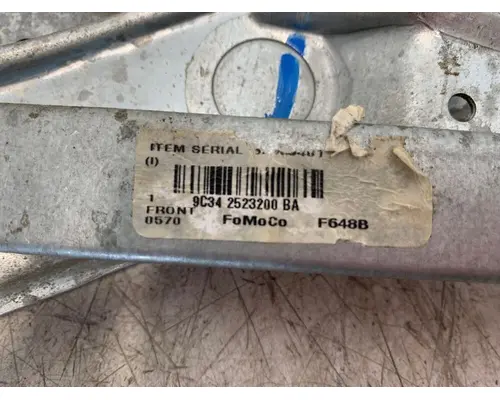 ITEM SERIAL
(I)
1 9C34 2523200 BA
FRONT
0570 FoMoCo F648B